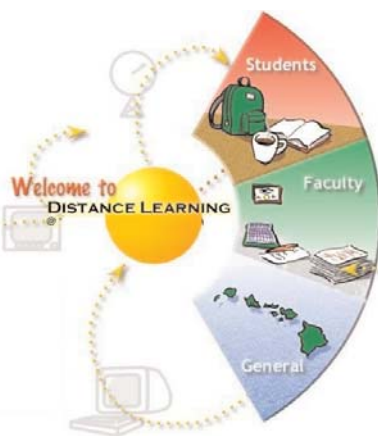 Students
Faculty
Welcome to
DISTANCE LEARNING
@
General